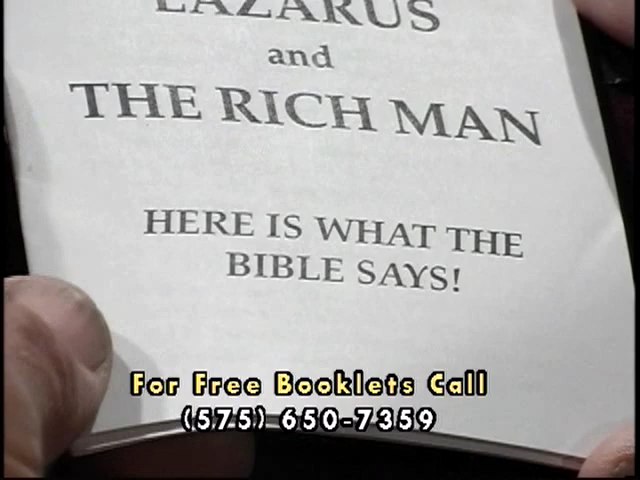 LAZARUS
and
THE RICH MAN
HERE IS WHAT THE
BIBLE SAYS!
For Free Booklets Call
(575) 650-7359